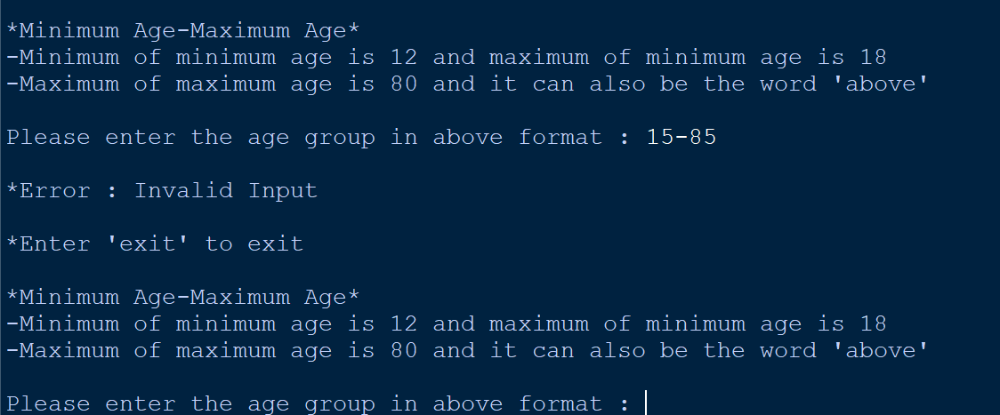 *Minimum Age-Maximum Age*
-Minimum of minimum age is 12 and maximum of minimum age is 18
-Maximum of maximum age is 80 and it can also be the word 'above'
Please enter the age group in above format : 15-85
*Error : Invalid Input
*Enter 'exit' to exit
*Minimum Age-Maximum Age*
-Minimum of minimum age is 12 and maximum of minimum age is 18
-Maximum of maximum age is 80 and it can also be the word 'above'
Please enter the age group in above format :